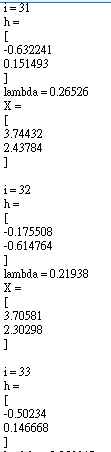 i = 31
h =
[
-0.632241
0.151493
]
lambda = 0.26526
X =
[
3.74432
2.43784
]
i = 32
h =
[
-0.175508
-0.614764
]
lambda = 0.21938
X =
[
3.70581
2.30298
]
i = 33
h =
[
-0.50234
0.146668
]